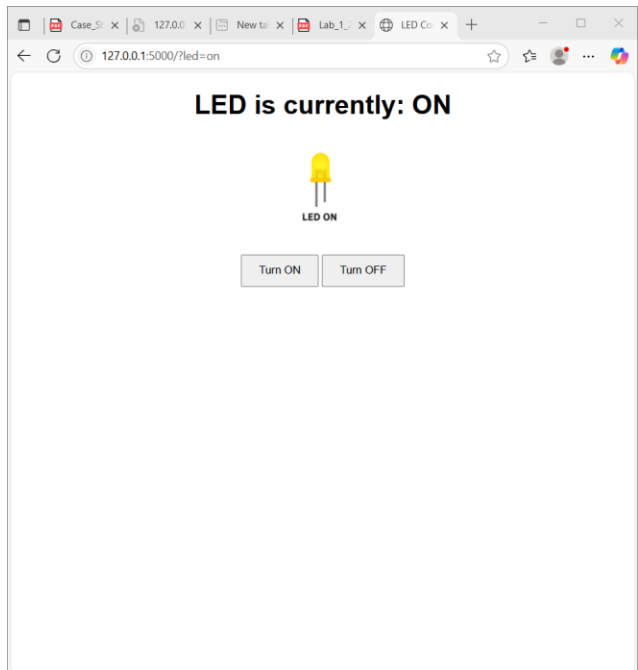 Case_S
127.0.0
New ta
Lab_1_
LED Co
127.0.0.1:5000/?led=on
LED is currently: ON
LED ON
Turn ON
Turn OFF